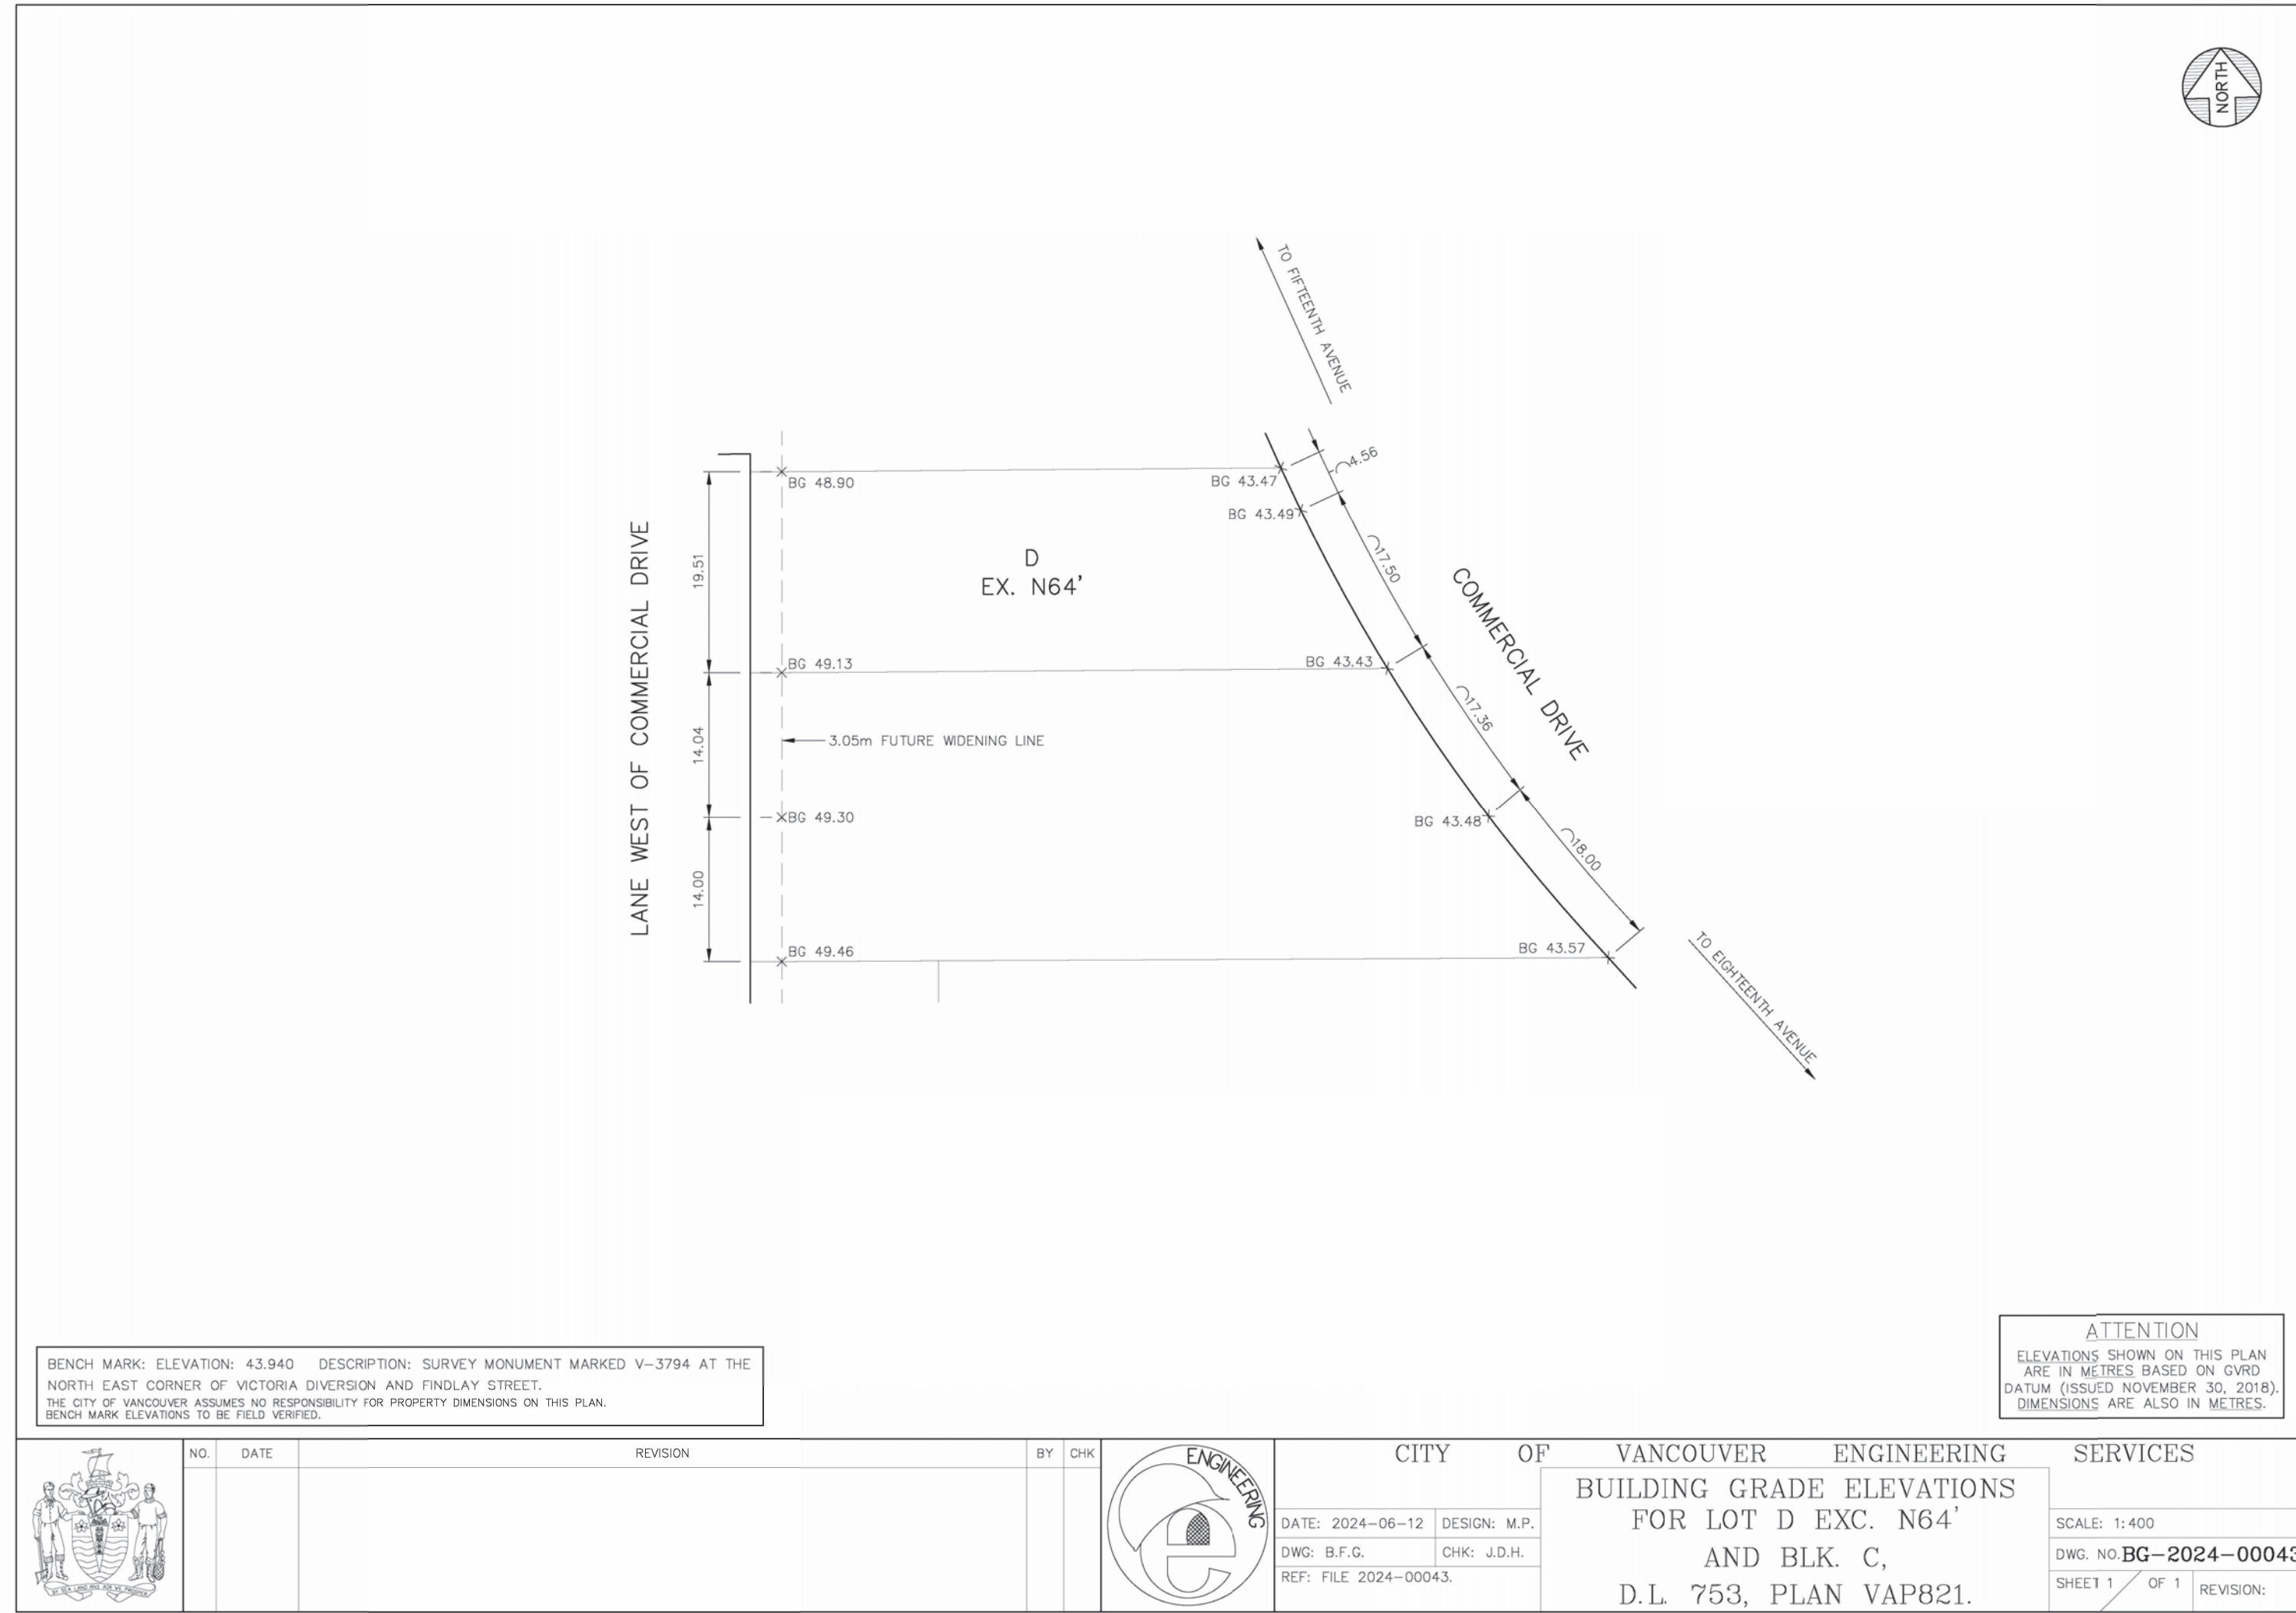 NORTH
TO FIFTEENTH AVENUE
4.56
BG 48.90
BG 43.47
BG 43.49
17.50
COMMERCIAL DRIVE
D
EX. N64'
19.51
LANE WEST OF COMMERCIAL DRIVE
BG 49.13
BG 43.43
17.36
14.04
3.05m FUTURE WIDENING LINE
BG 49.30
BG 43.48
18.00
14.00
BG 49.46
BG 43.57
TO EIGHTEENTH AVENUE
BENCH MARK: ELEVATION: 43.940 DESCRIPTION: SURVEY MONUMENT MARKED V-3794 AT THE
NORTH EAST CORNER OF VICTORIA DIVERSION AND FINDLAY STREET.
THE CITY OF VANCOUVER ASSUMES NO RESPONSIBILITY FOR PROPERTY DIMENSIONS ON THIS PLAN.
BENCH MARK ELEVATIONS TO BE FIELD VERIFIED.
ATTENTION
ELEVATIONS SHOWN ON THIS PLAN
ARE IN METRES BASED ON GVRD
DATUM (ISSUED NOVEMBER 30, 2018).
DIMENSIONS ARE ALSO IN METRES.
NO. DATE REVISION BY CHK
ENGINEERING
CITY OF VANCOUVER ENGINEERING SERVICES
BUILDING GRADE ELEVATIONS
FOR LOT D EXC. N64'
AND BLK. C,
D.L. 753, PLAN VAP821.
DATE: 2024-06-12 DESIGN: M.P.
DWG: B.F.G. CHK: J.D.H.
REF: FILE 2024-00043.
SCALE: 1:400
DWG. NO. BG-2024-00043
SHEET 1 OF 1 REVISION: